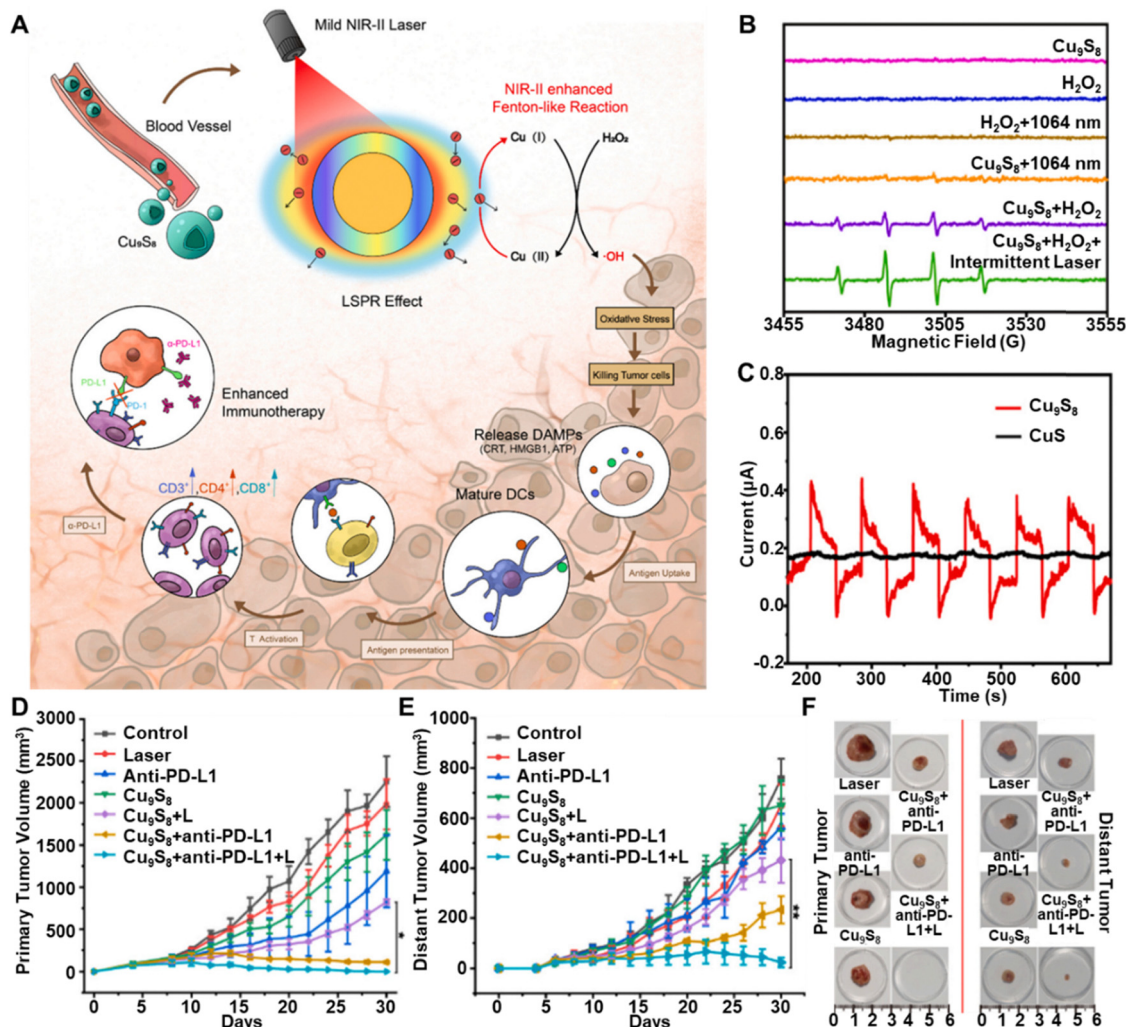 A
Mild NIR-II Laser
Blood Vessel
Cu₉S₈
NIR-II enhanced
Fenton-like Reaction
Cu (I)
H₂O₂
Cu (II)
·OH
LSPR Effect
Oxidative Stress
Killing Tumor cells
Release DAMPs
(CRT, HMGB1, ATP)
Mature DCs
Antigen Uptake
Antigen presentation
T Activation
CD3⁺ ,CD4⁺ ,CD8⁺
α-PD-L1
Enhanced
Immunotherapy
α-PD-L1
PD-L1
PD-1
B
Cu₉S₈
H₂O₂
H₂O₂+1064 nm
Cu₉S₈+1064 nm
Cu₉S₈+H₂O₂
Cu₉S₈+H₂O₂+
Intermittent Laser
3455 3480 3505 3530 3555
Magnetic Field (G)
C
Current (μA)
0.8
0.6
0.4
0.2
0.0
-0.2
Cu₉S₈
CuS
200 300 400 500 600
Time (s)
D
Primary Tumor Volume (mm³)
3000
2500
2000
1500
1000
500
0
Control
Laser
Anti-PD-L1
Cu₉S₈
Cu₉S₈+L
Cu₉S₈+anti-PD-L1
Cu₉S₈+anti-PD-L1+L
*
0 5 10 15 20 25 30
Days
E
Distant Tumor Volume (mm³)
1000
800
600
400
200
0
Control
Laser
Anti-PD-L1
Cu₉S₈
Cu₉S₈+L
Cu₉S₈+anti-PD-L1
Cu₉S₈+anti-PD-L1+L
**
0 5 10 15 20 25 30
Days
F
Primary Tumor
Laser
anti-
PD-L1
Cu₉S₈
Cu₉S₈+
anti-
PD-L1
Cu₉S₈+
anti-PD-
L1+L
0 1 2 3 4 5 6
Laser
anti-
PD-L1
Cu₉S₈
Cu₉S₈+
anti-
PD-L1
Cu₉S₈+
anti-PD-
L1+L
0 1 2 3 4 5 6
Distant Tumor